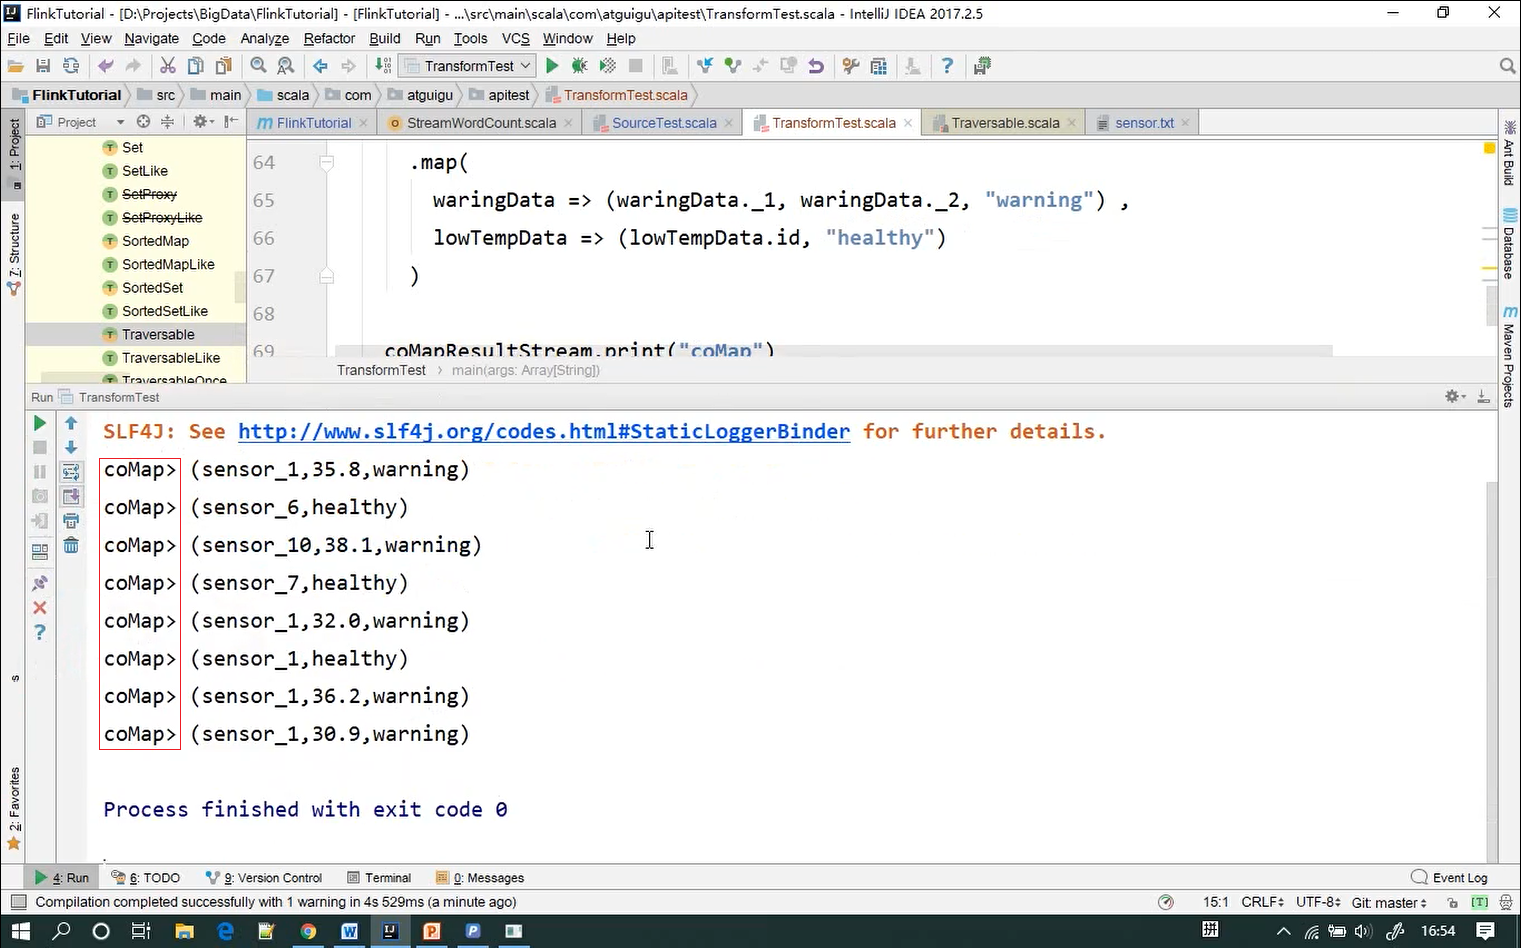 FlinkTutorial - [D:\Projects\BigData\FlinkTutorial] - [FlinkTutorial] - ...\src\main\scala\com\atguigu\apitest\TransformTest.scala - IntelliJ IDEA 2017.2.5
File Edit View Navigate Code Analyze Refactor Build Run Tools VCS Window Help
TransformTest
FlinkTutorial src main scala com atguigu apitest TransformTest.scala
Project
FlinkTutorial StreamWordCount.scala SourceTest.scala TransformTest.scala Traversable.scala sensor.txt
1: Project
7: Structure
2: Favorites
Ant Build
Database
Maven Projects
Set
SetLike
SetProxy
SetProxyLike
SortedMap
SortedMapLike
SortedSet
SortedSetLike
Traversable
TraversableLike
TraversableOnce
64 .map(
65 waringData => (waringData._1, waringData._2, "warning") ,
66 lowTempData => (lowTempData.id, "healthy")
67 )
68
69 coMapResultStream.print("coMap")
TransformTest › main(args: Array[String])
Run TransformTest
SLF4J: See http://www.slf4j.org/codes.html#StaticLoggerBinder for further details.
coMap> (sensor_1,35.8,warning)
coMap> (sensor_6,healthy)
coMap> (sensor_10,38.1,warning)
coMap> (sensor_7,healthy)
coMap> (sensor_1,32.0,warning)
coMap> (sensor_1,healthy)
coMap> (sensor_1,36.2,warning)
coMap> (sensor_1,30.9,warning)
Process finished with exit code 0
4: Run 6: TODO 9: Version Control Terminal 0: Messages Event Log
Compilation completed successfully with 1 warning in 4s 529ms (a minute ago) 15:1 CRLF UTF-8 Git: master [T]
拼 16:54